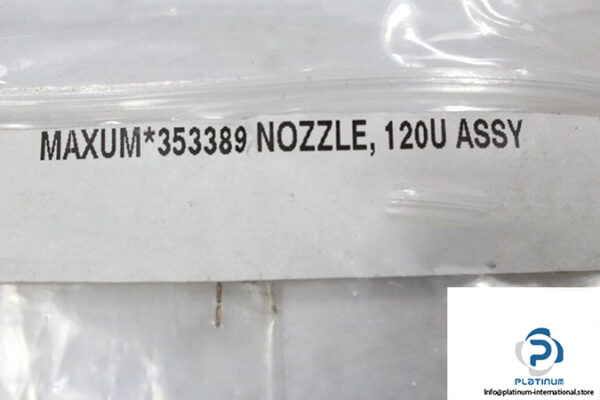 MAXUM*353389 NOZZLE, 120U ASSY
PLATINUM
Info@platinum-international.store